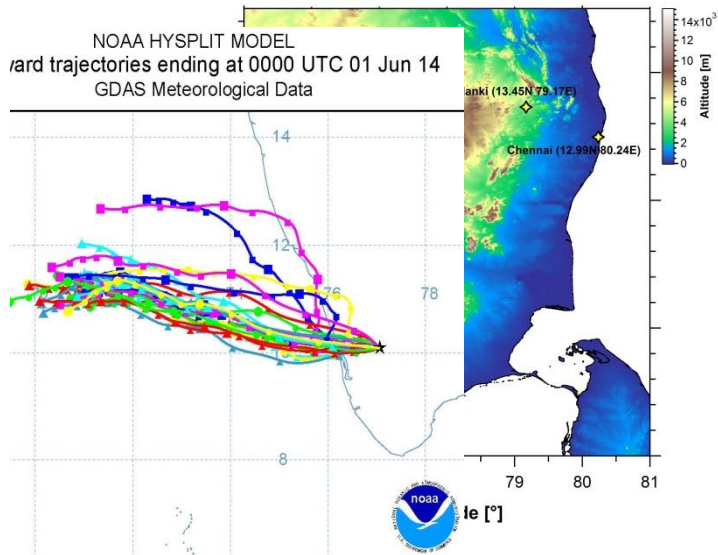 NOAA HYSPLIT MODEL
ward trajectories ending at 0000 UTC 01 Jun 14
GDAS Meteorological Data
14
12
76
78
8
14x10³
12
10
8
6
4
2
0
Altitude [m]
anki (13.45N 79.17E)
Chennai (12.99N 80.24E)
79
80
81
de [°]
noaa